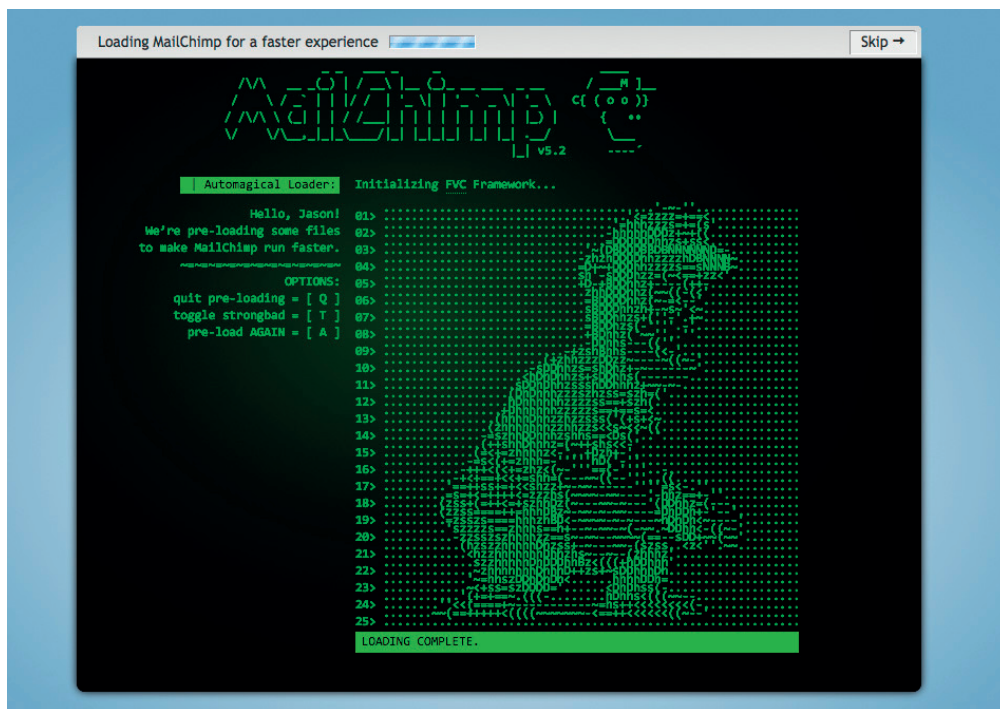 Loading MailChimp for a faster experience
Skip →
MailChimp
M
v5.2
| Automagical Loader:
Initializing FVC Framework...
Hello, Jason!
We're pre-loading some files
to make MailChimp run faster.
OPTIONS:
quit pre-loading = [ Q ]
toggle strongbad = [ T ]
pre-load AGAIN = [ A ]
01>
02>
03>
04>
05>
06>
07>
08>
09>
10>
11>
12>
13>
14>
15>
16>
17>
18>
19>
20>
21>
22>
23>
24>
25>
LOADING COMPLETE.